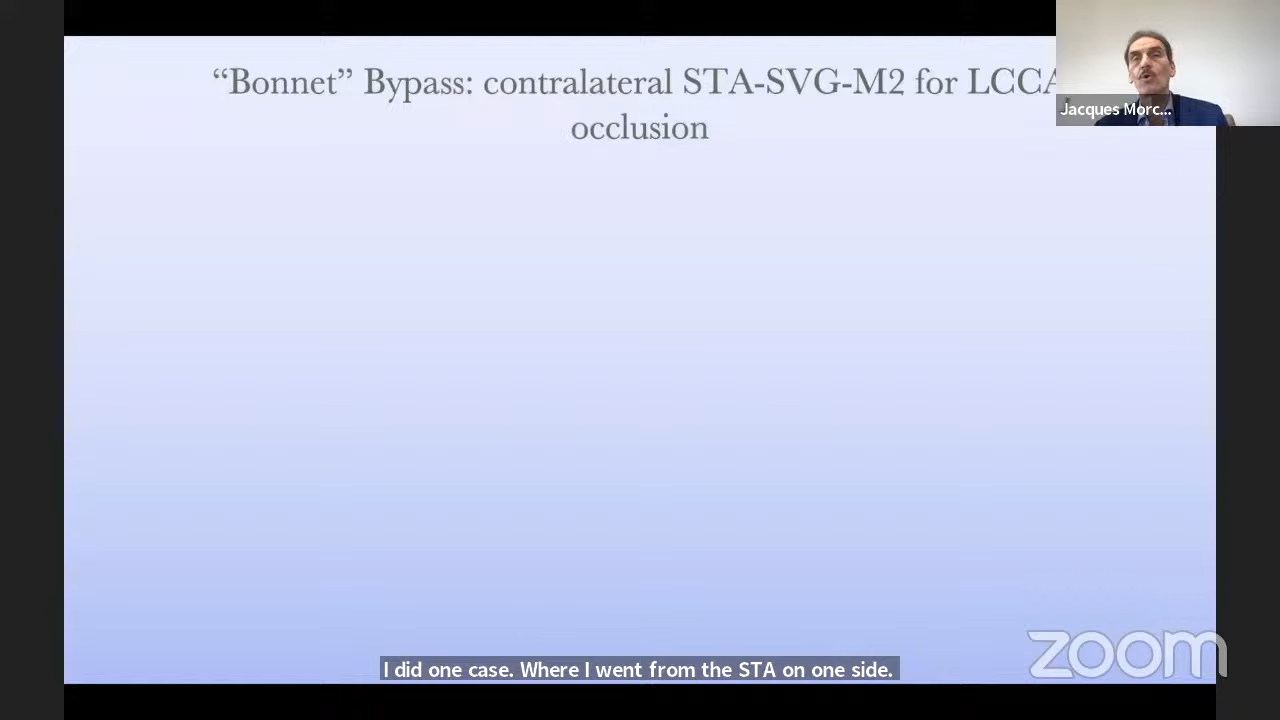 “Bonnet” Bypass: contralateral STA-SVG-M2 for LCCA
occlusion
Jacques Morc...
I did one case. Where I went from the STA on one side.
zoom